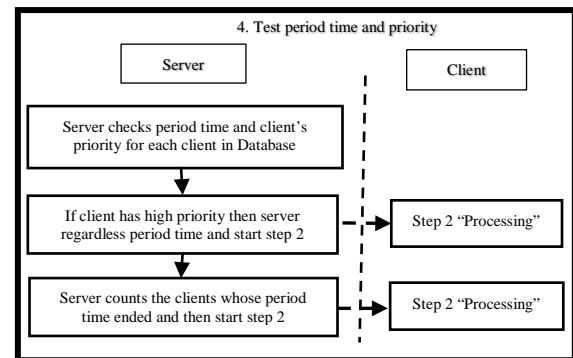 4. Test period time and priority
Server
Client
Server checks period time and client's
priority for each client in Database
If client has high priority then server
regardless period time and start step 2
Step 2 "Processing"
Server counts the clients whose period
time ended and then start step 2
Step 2 "Processing"